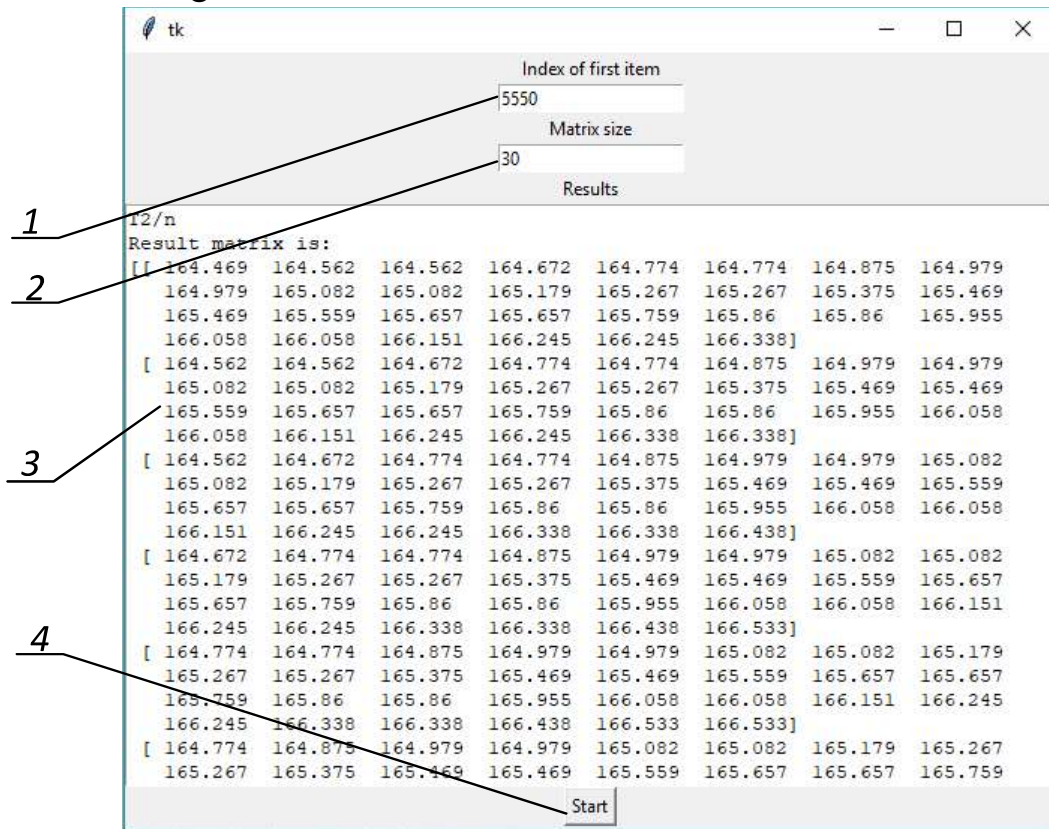 tk
Index of first item
5550
Matrix size
30
Results
T2/n
Result matrix is:
[[ 164.469 164.562 164.562 164.672 164.774 164.774 164.875 164.979
164.979 165.082 165.082 165.179 165.267 165.267 165.375 165.469
165.469 165.559 165.657 165.657 165.759 165.86 165.86 165.955
166.058 166.058 166.151 166.245 166.245 166.338]
[ 164.562 164.562 164.672 164.774 164.774 164.875 164.979 164.979
165.082 165.082 165.179 165.267 165.267 165.375 165.469 165.469
165.559 165.657 165.657 165.759 165.86 165.86 165.955 166.058
166.058 166.151 166.245 166.245 166.338 166.338]
[ 164.562 164.672 164.774 164.774 164.875 164.979 164.979 165.082
165.082 165.179 165.267 165.267 165.375 165.469 165.469 165.559
165.657 165.657 165.759 165.86 165.86 165.955 166.058 166.058
166.151 166.245 166.245 166.338 166.338 166.438]
[ 164.672 164.774 164.774 164.875 164.979 164.979 165.082 165.082
165.179 165.267 165.267 165.375 165.469 165.469 165.559 165.657
165.657 165.759 165.86 165.86 165.955 166.058 166.058 166.151
166.245 166.245 166.338 166.338 166.438 166.533]
[ 164.774 164.774 164.875 164.979 164.979 165.082 165.082 165.179
165.267 165.267 165.375 165.469 165.469 165.559 165.657 165.657
165.759 165.86 165.86 165.955 166.058 166.058 166.151 166.245
166.245 166.338 166.338 166.438 166.533 166.533]
[ 164.774 164.875 164.979 164.979 165.082 165.082 165.179 165.267
165.267 165.375 165.469 165.469 165.559 165.657 165.657 165.759
Start
1
2
3
4